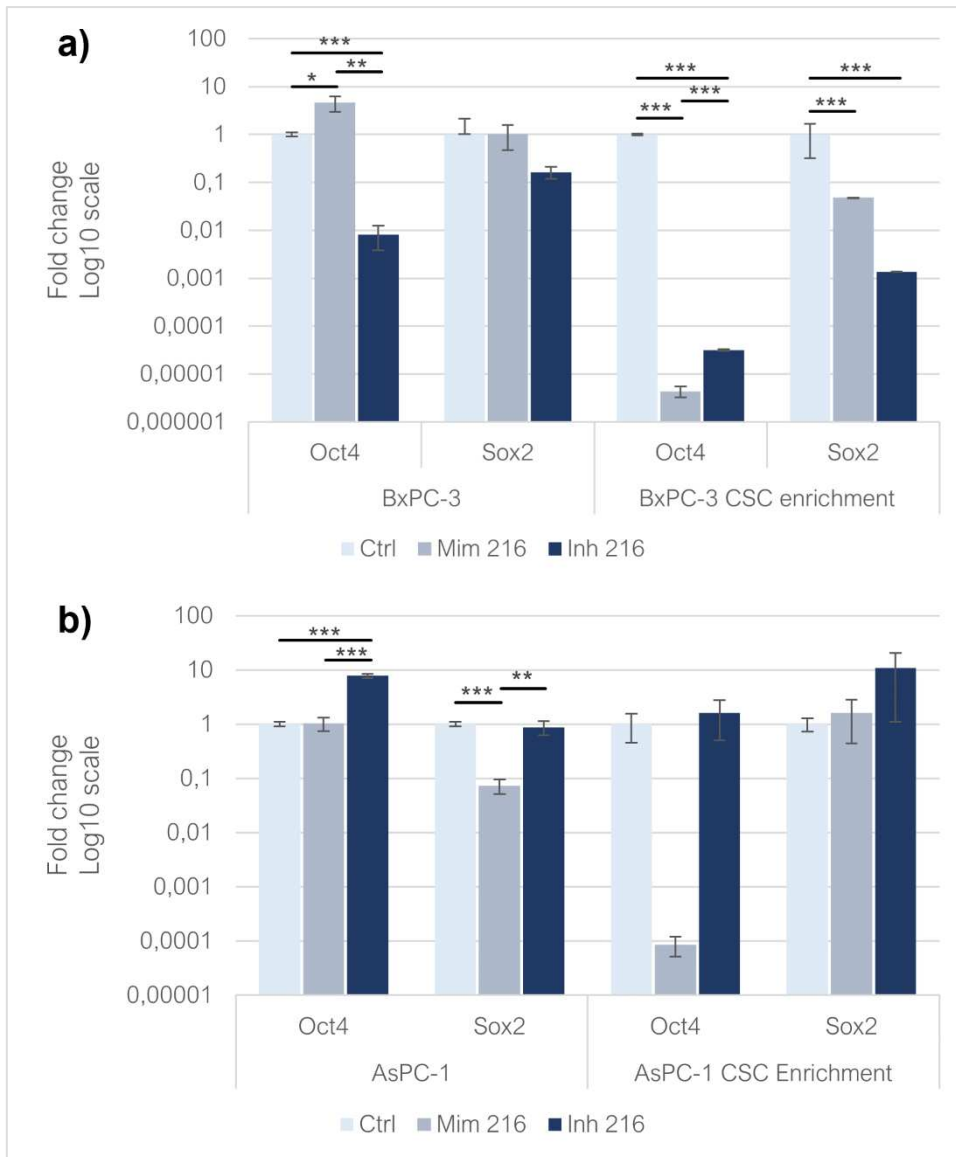 a)
Fold change
Log10 scale
100
10
1
0,1
0,01
0,001
0,0001
0,00001
0,000001
***
* **
***
*** ***
***
***
Oct4 Sox2 Oct4 Sox2
BxPC-3 BxPC-3 CSC enrichment
Ctrl Mim 216 Inh 216
b)
Fold change
Log10 scale
100
10
1
0,1
0,01
0,001
0,0001
0,00001
***
***
*** **
Oct4 Sox2 Oct4 Sox2
AsPC-1 AsPC-1 CSC Enrichment
Ctrl Mim 216 Inh 216